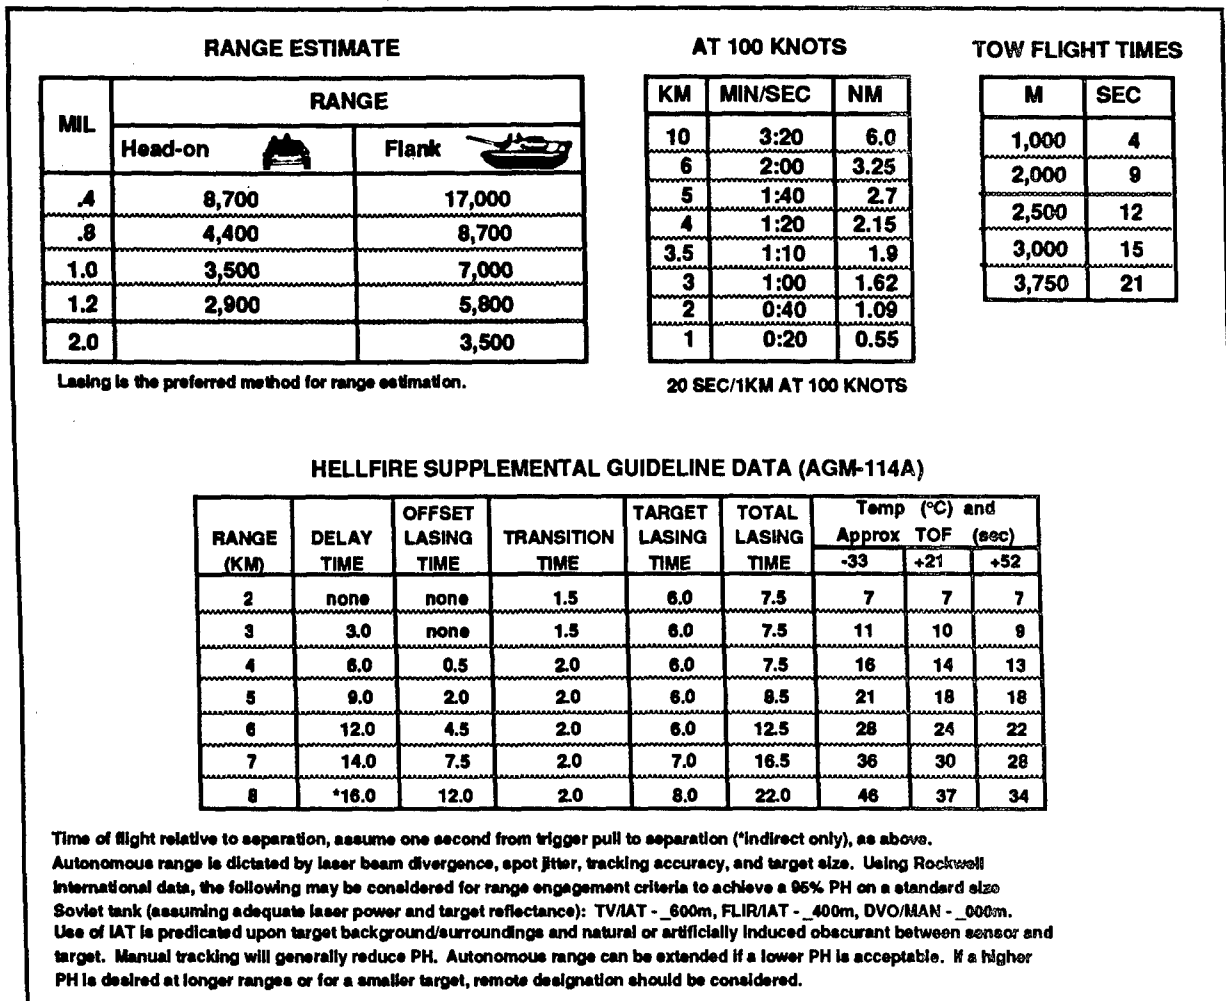 RANGE ESTIMATE
MIL RANGE
Head-on Flank
.4 8,700 17,000
.8 4,400 8,700
1.0 3,500 7,000
1.2 2,900 5,800
2.0 3,500
Lasing is the preferred method for range estimation.
AT 100 KNOTS
KM MIN/SEC NM
10 3:20 6.0
6 2:00 3.25
5 1:40 2.7
4 1:20 2.15
3.5 1:10 1.9
3 1:00 1.62
2 0:40 1.09
1 0:20 0.55
20 SEC/1KM AT 100 KNOTS
TOW FLIGHT TIMES
M SEC
1,000 4
2,000 9
2,500 12
3,000 15
3,750 21
HELLFIRE SUPPLEMENTAL GUIDELINE DATA (AGM-114A)
OFFSET TARGET TOTAL Temp (°C) and
RANGE DELAY LASING TRANSITION LASING LASING Approx TOF (sec)
(KM) TIME TIME TIME TIME TIME -33 +21 +52
2 none none 1.5 6.0 7.5 7 7 7
3 3.0 none 1.5 6.0 7.5 11 10 9
4 6.0 0.5 2.0 6.0 7.5 16 14 13
5 9.0 2.0 2.0 6.0 8.5 21 18 18
6 12.0 4.5 2.0 6.0 12.5 28 24 22
7 14.0 7.5 2.0 7.0 16.5 36 30 28
8 *16.0 12.0 2.0 8.0 22.0 46 37 34
Time of flight relative to separation, assume one second from trigger pull to separation (*indirect only), as above.
Autonomous range is dictated by laser beam divergence, spot jitter, tracking accuracy, and target size. Using Rockwell
International data, the following may be considered for range engagement criteria to achieve a 95% PH on a standard size
Soviet tank (assuming adequate laser power and target reflectance): TV/IAT - _600m, FLIR/IAT - _400m, DVO/MAN - _000m.
Use of IAT is predicated upon target background/surroundings and natural or artificially induced obscurant between sensor and
target. Manual tracking will generally reduce PH. Autonomous range can be extended if a lower PH is acceptable. If a higher
PH is desired at longer ranges or for a smaller target, remote designation should be considered.